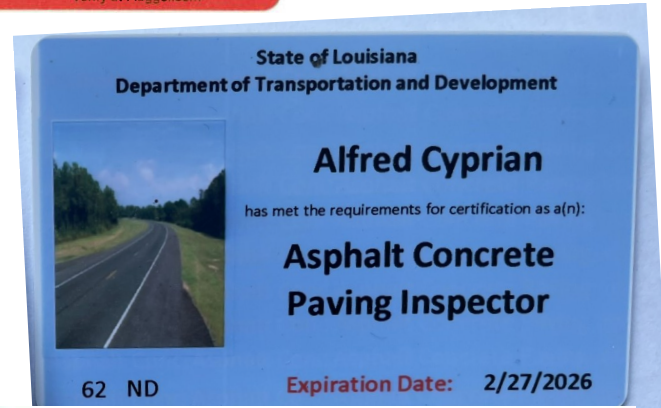 State of Louisiana
Department of Transportation and Development
Alfred Cyprian
has met the requirements for certification as a(n):
Asphalt Concrete
Paving Inspector
62 ND
Expiration Date: 2/27/2026